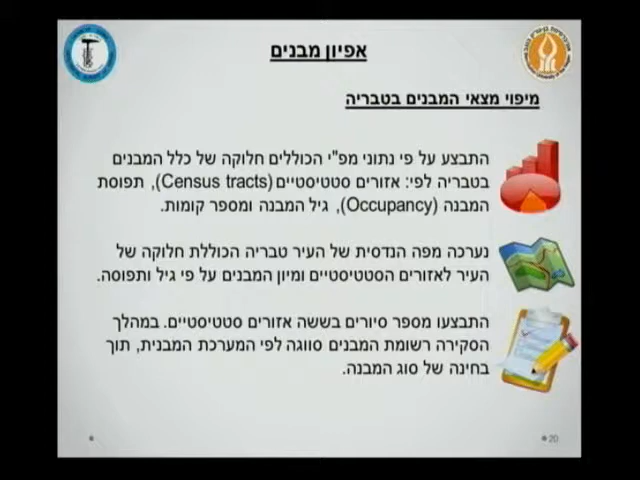 אפיון מבנים
מיפוי מצאי המבנים בטבריה
התבצע על פי נתוני מפ"י הכוללים חלוקה של כלל המבנים
בטבריה לפי: אזורים סטטיסטיים (Census tracts), תפוסת
המבנה (Occupancy), גיל המבנה ומספר קומות.
נערכה מפה הנדסית של העיר טבריה הכוללת חלוקה של
העיר לאזורים הסטטיסטיים ומיון המבנים על פי גיל ותפוסה.
התבצעו מספר סיורים בששה אזורים סטטיסטיים. במהלך
הסקירה רשומת המבנים סווגה לפי המערכת המבנית, תוך
בחינה של סוג המבנה.
20